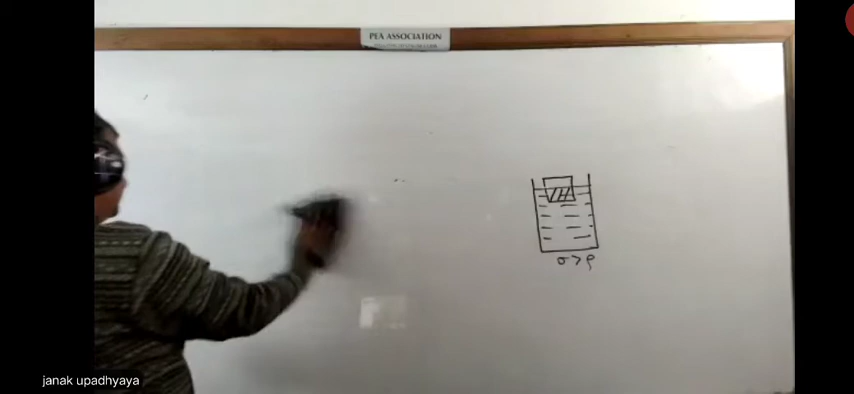 PEA ASSOCIATION
σ > ρ
janak upadhyaya